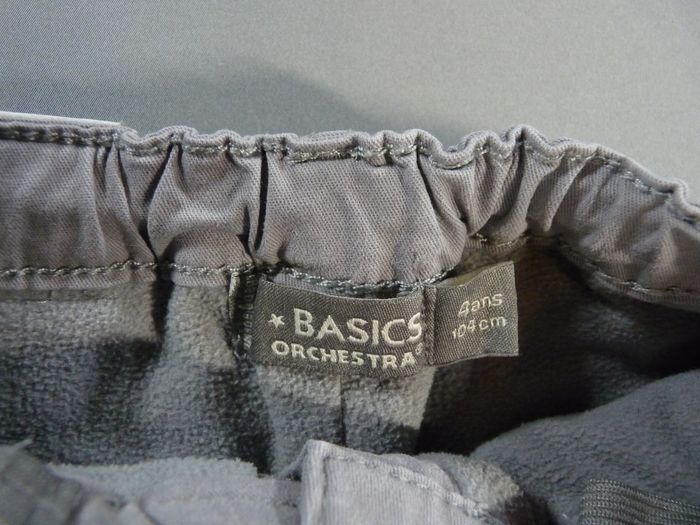 BASICS
ORCHESTRA
4ans
104cm